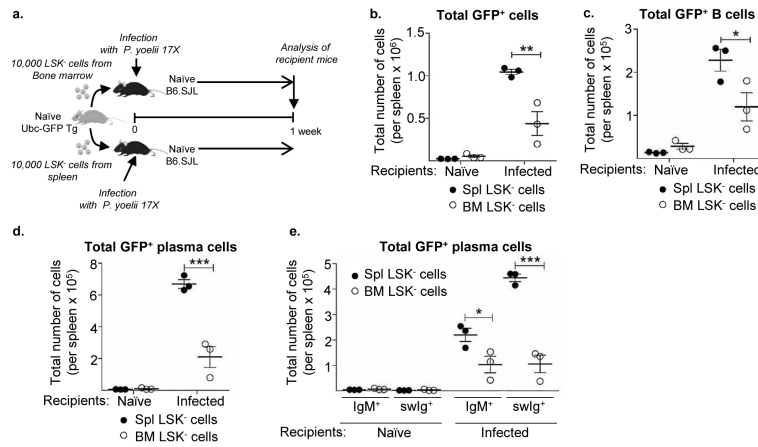 a.
Infection
with P. yoelii 17X
10,000 LSK⁻ cells from
Bone marrow
Analysis of
recipient mice
Naïve
B6.SJL
Naïve
Ubc-GFP Tg
0
1 week
Naïve
B6.SJL
10,000 LSK⁻ cells from
spleen
Infection
with P. yoelii 17X
b.
Total GFP⁺ cells
Total number of cells
(per spleen x 10⁶)
1.5
1.0
0.5
**
Recipients: Naïve Infected
● Spl LSK⁻ cells
○ BM LSK⁻ cells
c.
Total GFP⁺ B cells
Total number of cells
(per spleen x 10⁵)
3
2
1
*
Naïve Infected
● Spl LSK⁻ cells
○ BM LSK⁻ cells
d.
Total GFP⁺ plasma cells
Total number of cells
(per spleen x 10⁵)
8
6
4
2
***
Recipients: Naïve Infected
● Spl LSK⁻ cells
○ BM LSK⁻ cells
e.
Total GFP⁺ plasma cells
Total number of cells
(per spleen x 10⁵)
5
4
3
2
1
● Spl LSK⁻ cells
○ BM LSK⁻ cells
*
***
IgM⁺ swIg⁺ IgM⁺ swIg⁺
Recipients: Naïve Infected